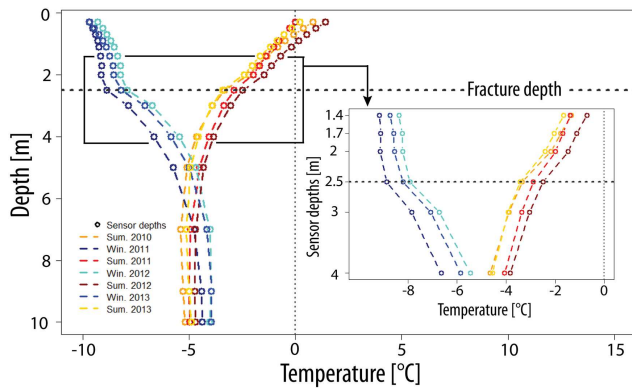 0
2
4
6
8
10
Depth [m]
Fracture depth
Sensor depths
Sum. 2010
Win. 2011
Sum. 2011
Win. 2012
Sum. 2012
Win. 2013
Sum. 2013
-10
-5
0
5
10
15
Temperature [°C]
1.4
1.7
2
2.5
3
4
Sensor depths [m]
-8
-6
-4
-2
0
Temperature [°C]